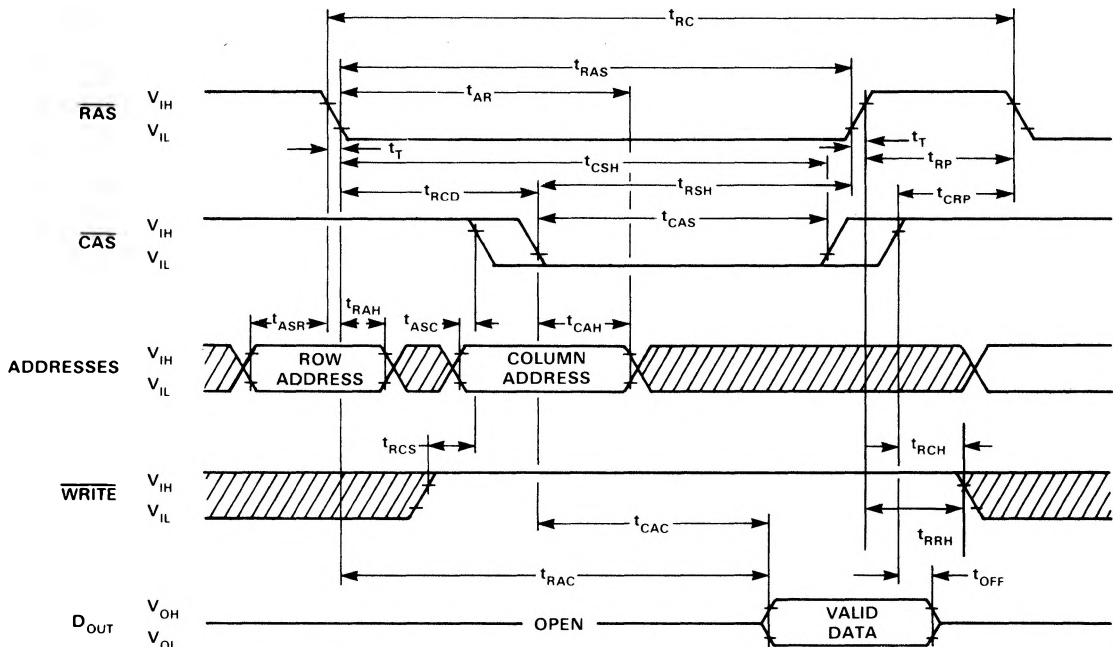 tRC
tRAS
tAR
RAS
VIH
VIL
tT
tT
tRP
tCSH
tRCD
tRSH
tCRP
tCAS
CAS
VIH
VIL
tASR
tRAH
tASC
tCAH
ADDRESSES
VIH
VIL
ROW
ADDRESS
COLUMN
ADDRESS
tRCS
tRCH
WRITE
VIH
VIL
tCAC
tRRH
tRAC
tOFF
DOUT
VOH
VOL
OPEN
VALID
DATA